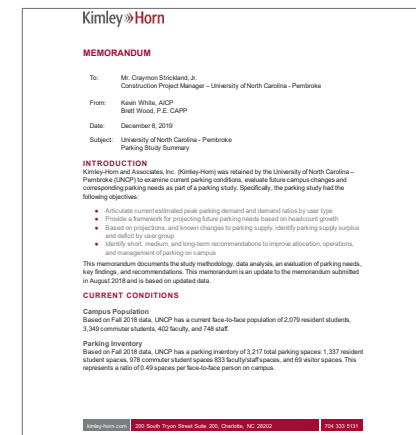 Kimley»Horn
MEMORANDUM
To: Mr. Craymon Strickland, Jr.
Construction Project Manager – University of North Carolina - Pembroke
From: Kevin White, AICP
Brett Wood, P.E. CAPP
Date: December 8, 2019
Subject: University of North Carolina - Pembroke
Parking Study Summary
INTRODUCTION
Kimley-Horn and Associates, Inc. (Kimley-Horn) was retained by the University of North Carolina –
Pembroke (UNCP) to examine current parking conditions, evaluate future campus changes and
corresponding parking needs as part of a parking study. Specifically, the parking study had the
following objectives:
● Articulate current estimated peak parking demand and demand ratios by user type
● Provide a framework for projecting future parking needs based on headcount growth
● Based on projections, and known changes to parking supply, identify parking supply surplus
and deficit by user group
● Identify short, medium, and long-term recommendations to improve allocation, operations,
and management of parking on campus
This memorandum documents the study methodology, data analysis, an evaluation of parking needs,
key findings, and recommendations. This memorandum is an update to the memorandum submitted
in August 2018 and is based on updated data.
CURRENT CONDITIONS
Campus Population
Based on Fall 2018 data, UNCP has a current face-to-face population of 2,079 resident students,
3,349 commuter students, 402 faculty, and 748 staff.
Parking Inventory
Based on Fall 2018 data, UNCP has a parking inventory of 3,217 total parking spaces: 1,337 resident
student spaces, 978 commuter student spaces 833 faculty/staff spaces, and 69 visitor spaces. This
represents a ratio of 0.49 spaces per face-to-face person on campus.
kimley-horn.com 200 South Tryon Street Suite 200, Charlotte, NC 28202 704 333 5131